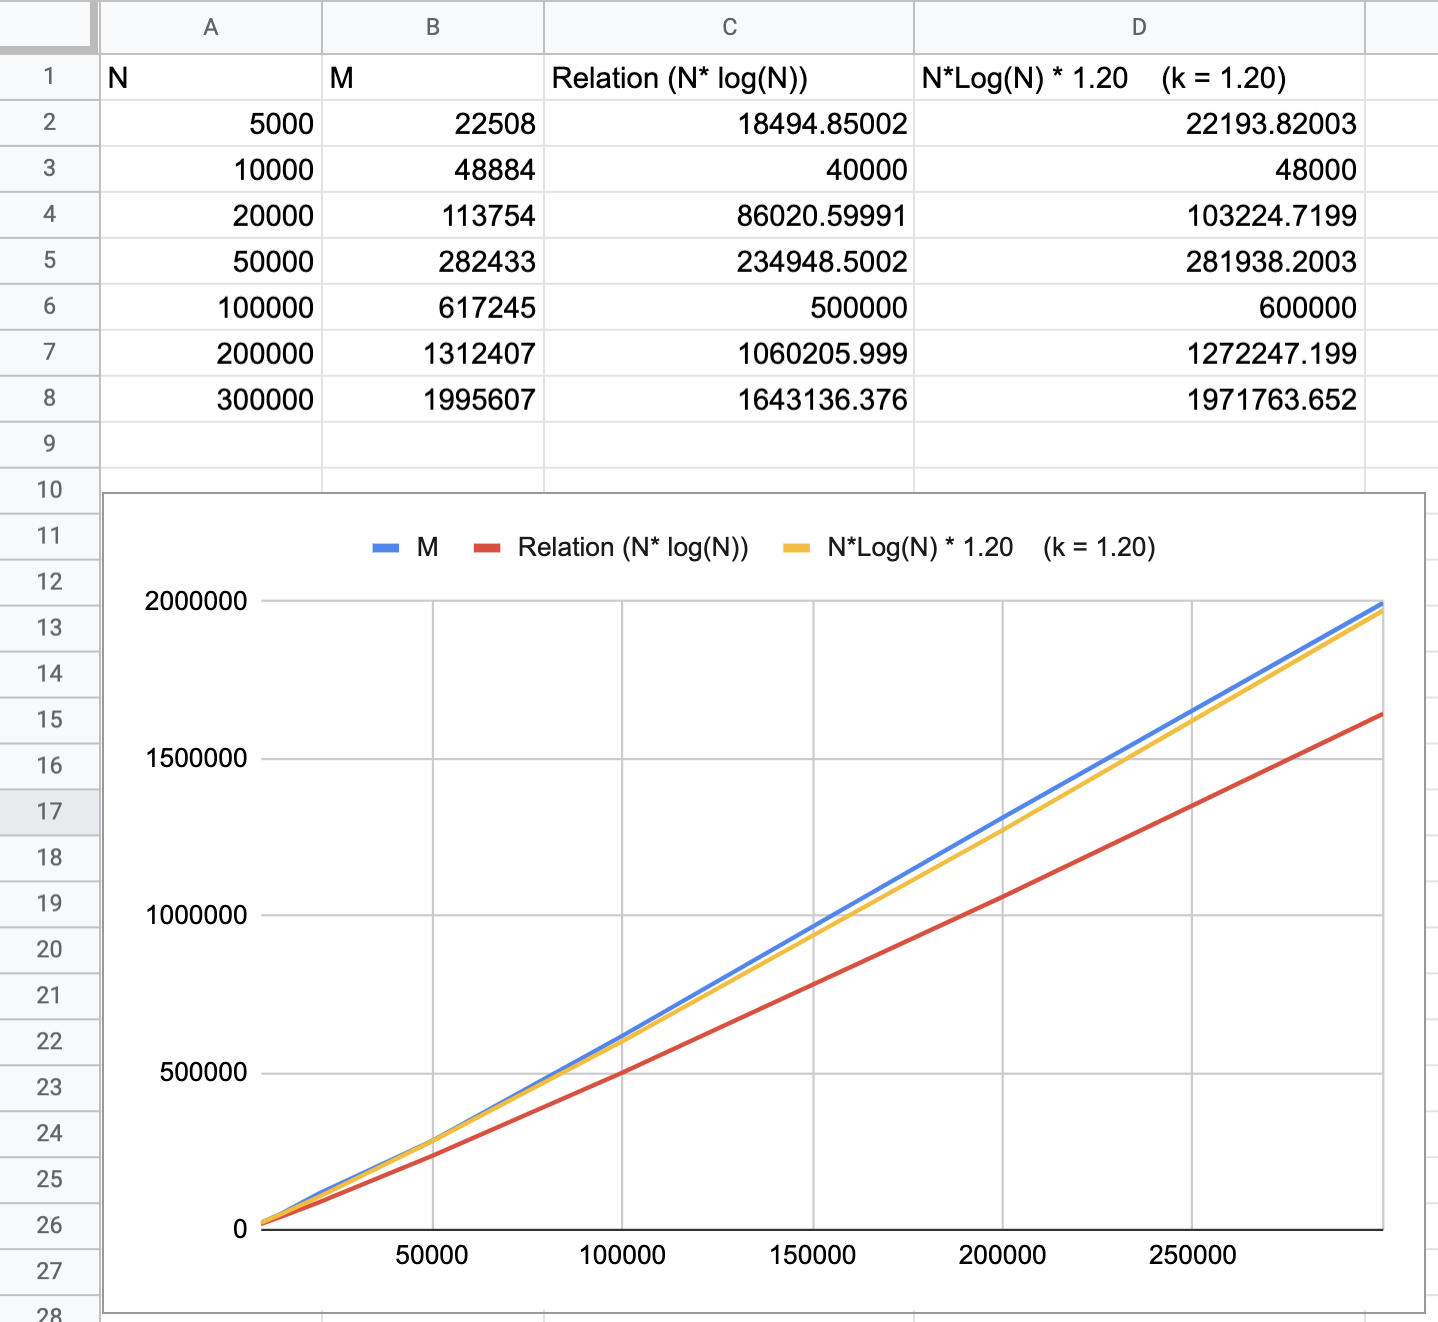 A B C D
1 N M Relation (N* log(N)) N*Log(N) * 1.20 (k = 1.20)
2 5000 22508 18494.85002 22193.82003
3 10000 48884 40000 48000
4 20000 113754 86020.59991 103224.7199
5 50000 282433 234948.5002 281938.2003
6 100000 617245 500000 600000
7 200000 1312407 1060205.999 1272247.199
8 300000 1995607 1643136.376 1971763.652
9
10
11 M Relation (N* log(N)) N*Log(N) * 1.20 (k = 1.20)
12 2000000
13
14
15
16 1500000
17
18
19 1000000
20
21
22
23 500000
24
25
26 0
27 50000 100000 150000 200000 250000
28